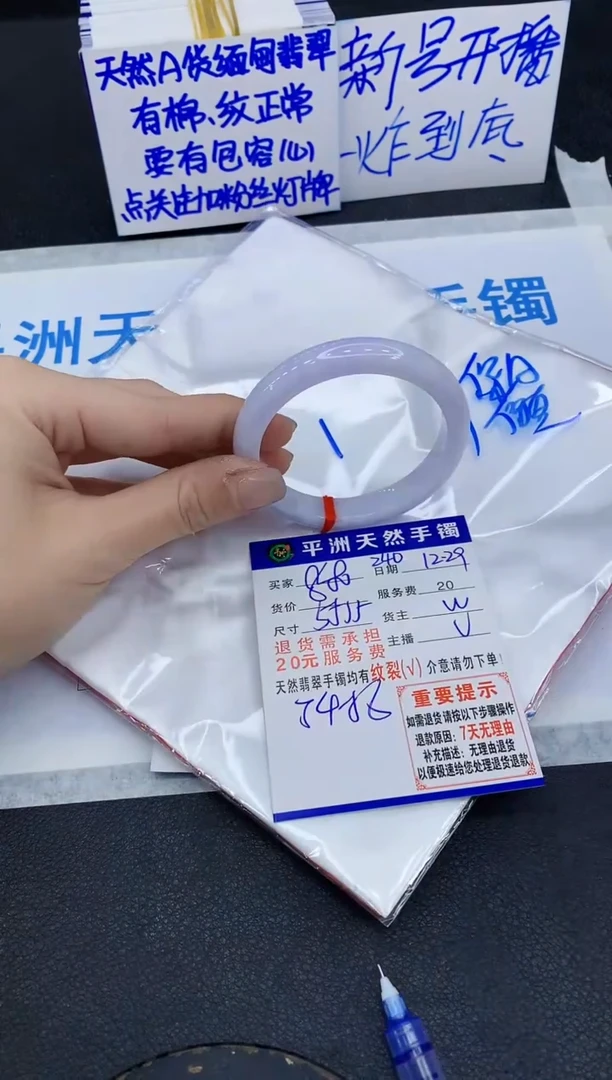 天然A货缅甸翡翠
有棉、纹正常
要有包容心
点关注加粉丝灯牌
新号开播
一炸到底
洲天
手镯
平洲天然手镯
买家
240
日期 12-29
货价
服务费 20
尺寸
货主 W
退货需承担
20元服务费
主播 V
天然翡翠手镯均有纹裂(√) 介意请勿下单!
重要提示
如需退货请按以下步骤操作
退款原因: 7天无理由
补充描述: 无理由退货
以便极速给您处理退货退款